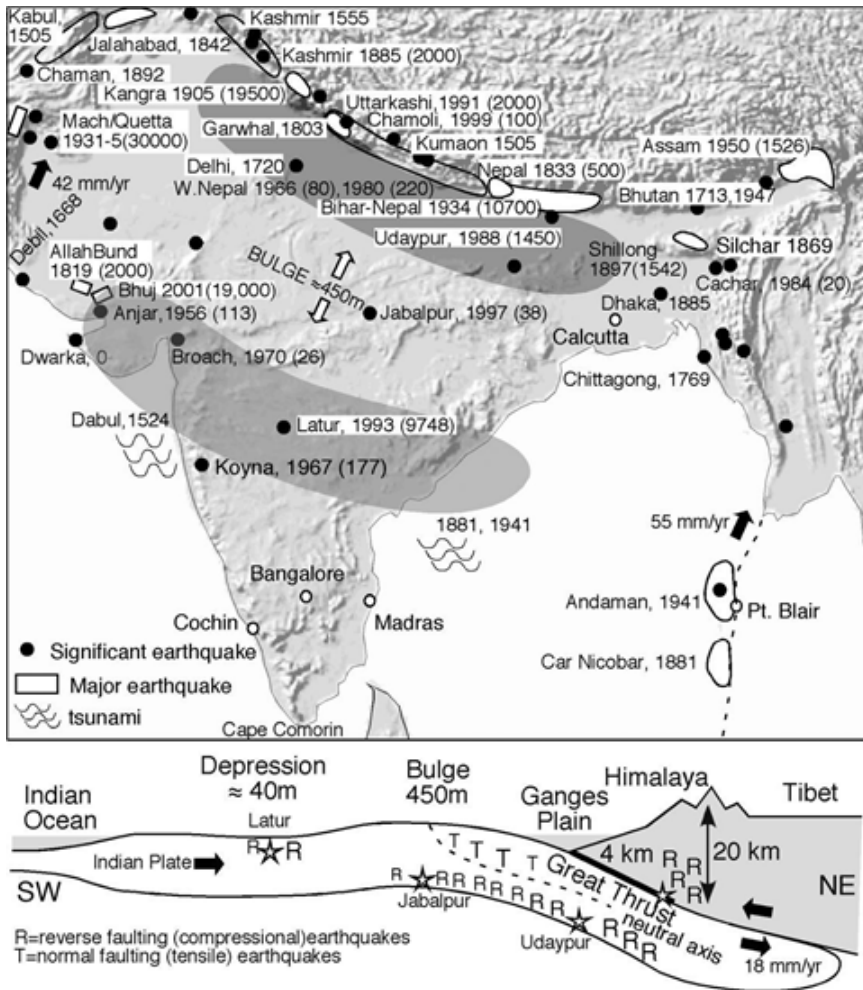 Kabul,
1505
Kashmir 1555
Jalahabad, 1842
Kashmir 1885 (2000)
Chaman, 1892
Kangra 1905 (19500)
Uttarkashi, 1991 (2000)
Chamoli, 1999 (100)
Mach/Quetta
1931-5(30000)
Garwhal,1803
Kumaon 1505
Assam 1950 (1526)
Delhi, 1720
Nepal 1833 (500)
42 mm/yr
W.Nepal 1966 (80),1980 (220)
Bhutan 1713,1947
Bihar-Nepal 1934 (10700)
Debil,1668
Udaypur, 1988 (1450)
AllahBund
1819 (2000)
BULGE ≈450m
Shillong
1897(1542)
Silchar 1869
Bhuj 2001(19,000)
Cachar, 1984 (20)
Anjar, 1956 (113)
Jabalpur, 1997 (38)
Dhaka, 1885
Calcutta
Dwarka, 0
Broach, 1970 (26)
Chittagong, 1769
Dabul,1524
Latur, 1993 (9748)
Koyna, 1967 (177)
1881, 1941
55 mm/yr
Bangalore
Andaman, 1941
Pt. Blair
Cochin
Madras
Significant earthquake
Car Nicobar, 1881
Major earthquake
tsunami
Cape Comorin
Depression
≈ 40m
Bulge
450m
Himalaya
Indian
Ocean
Latur
Ganges
Plain
Tibet
R R
T T T T
4 km
R R R R R
20 km
Indian Plate
Great Thrust
SW
R R R R R R R R R R R
NE
Jabalpur
neutral axis
Udaypur
R=reverse faulting (compressional)earthquakes
T=normal faulting (tensile) earthquakes
18 mm/yr